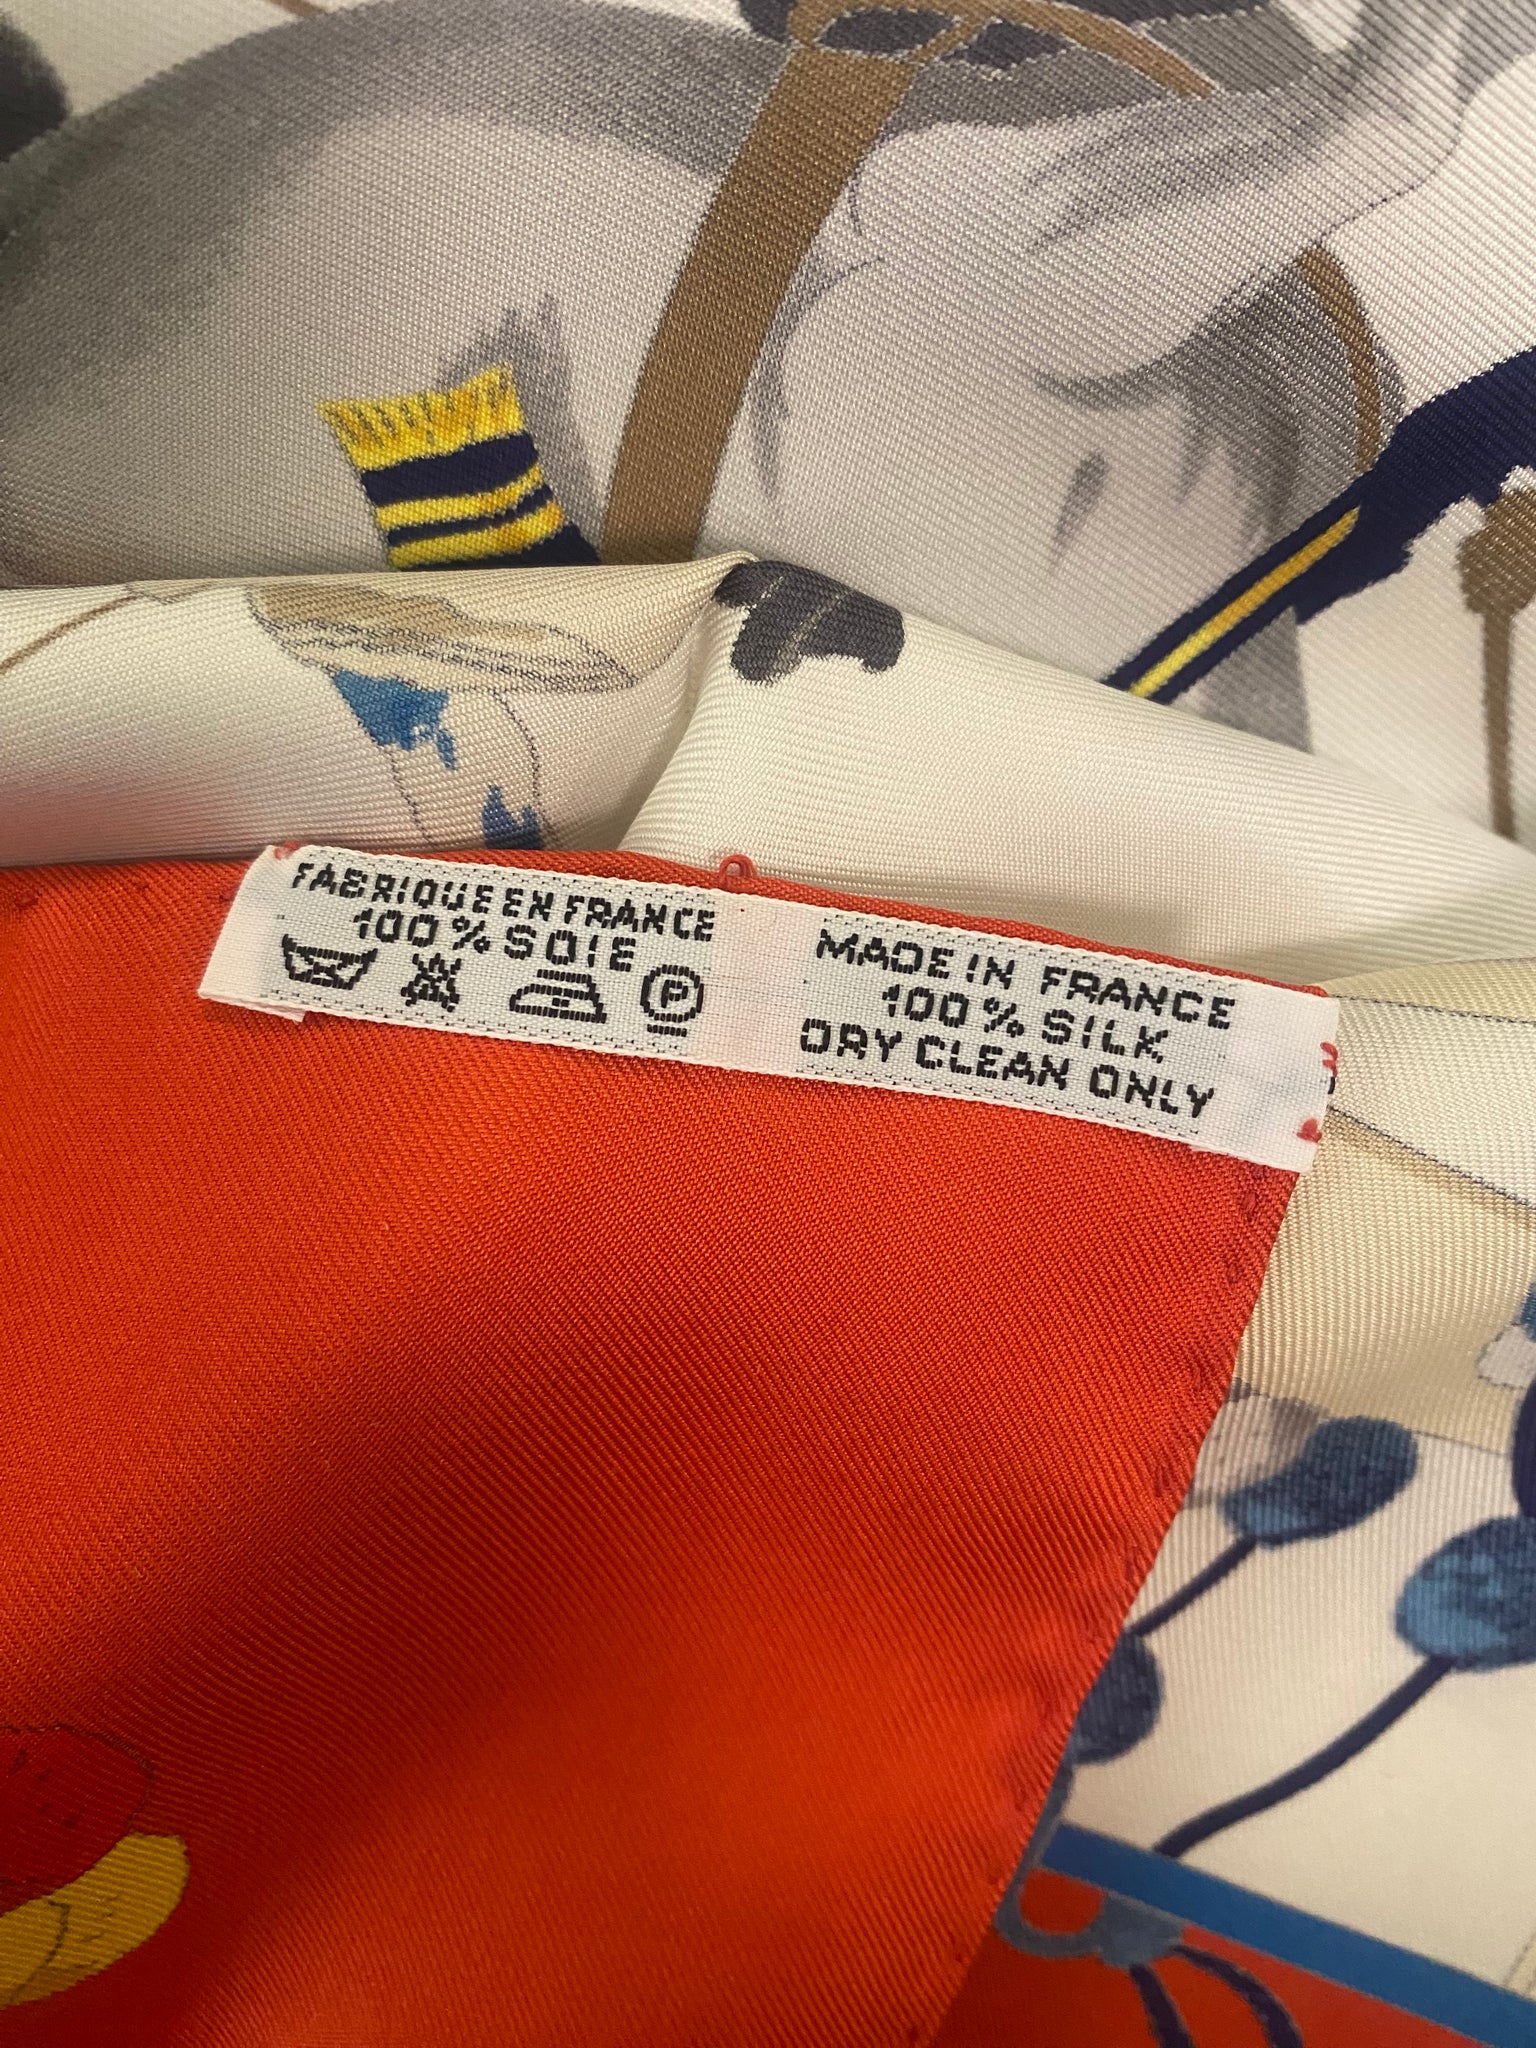 FABRIQUE EN FRANCE
100% SOIE
P
MADE IN FRANCE
100% SILK
DRY CLEAN ONLY